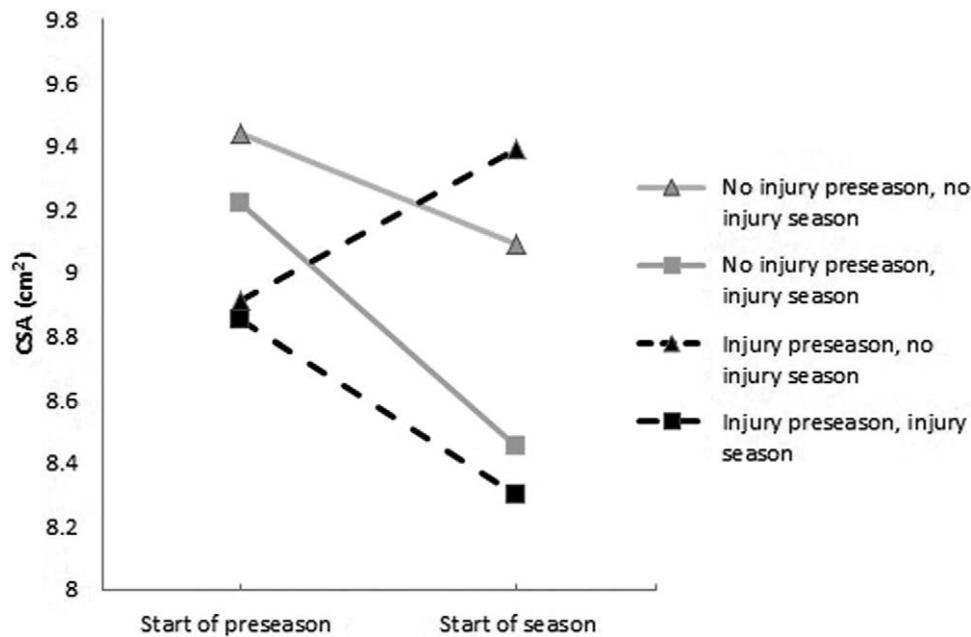 9.8
9.6
9.4
9.2
9
8.8
8.6
8.4
8.2
8
CSA (cm²)
Start of preseason
Start of season
No injury preseason, no
injury season
No injury preseason,
injury season
Injury preseason, no
injury season
Injury preseason, injury
season